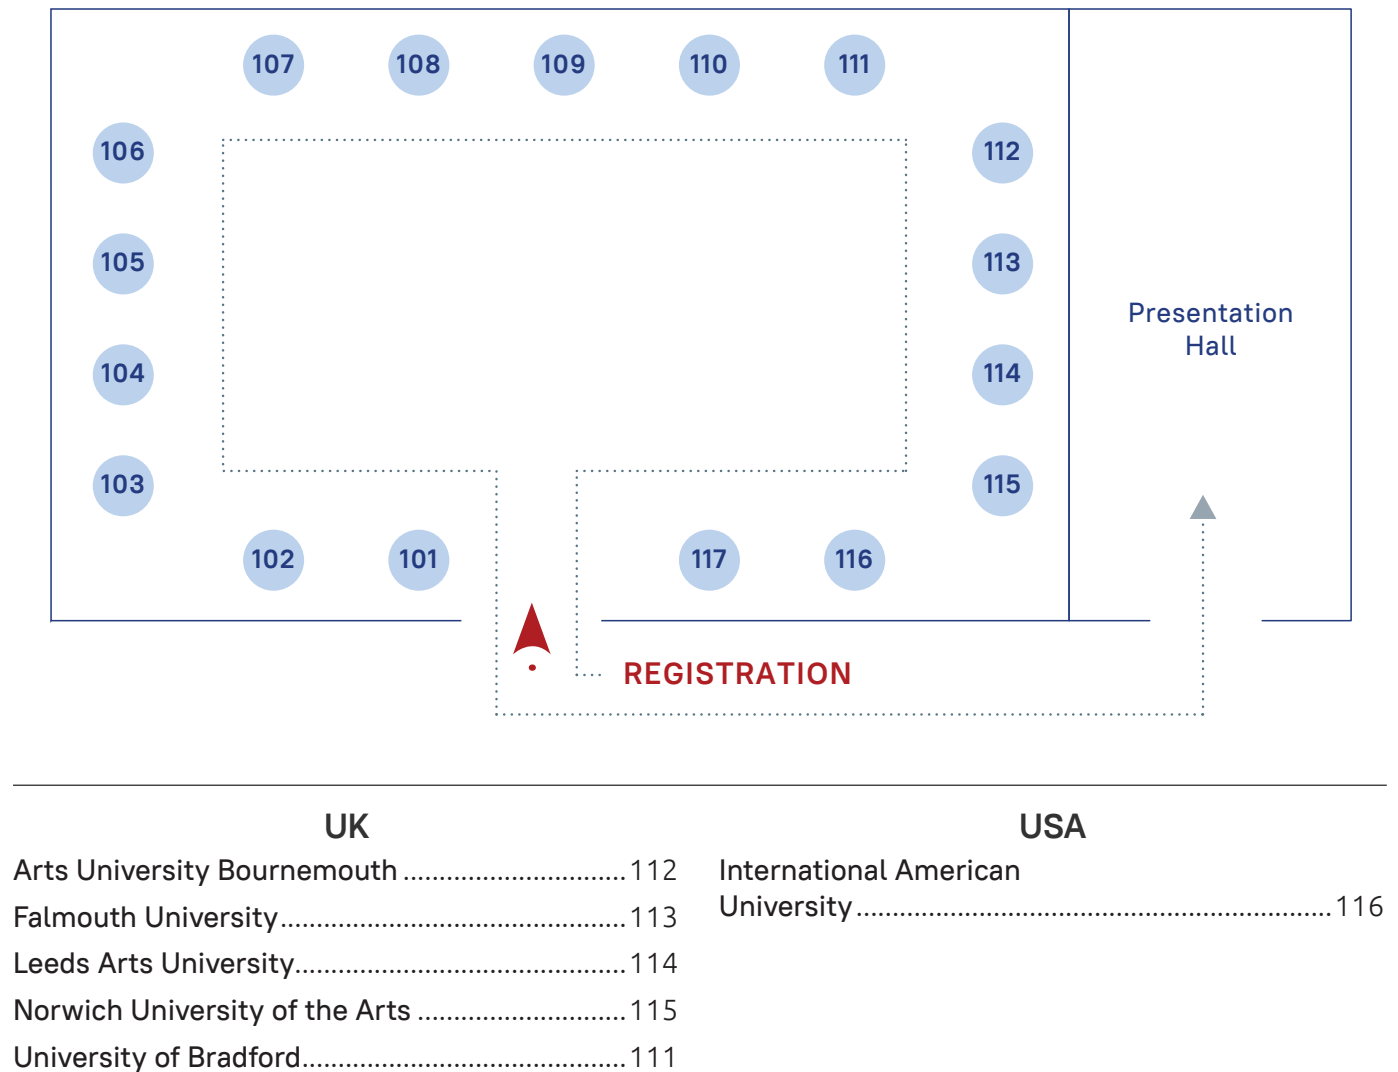 107 108 109 110 111
106 112
105 113
Presentation
Hall
104 114
103 115
102 101 117 116
REGISTRATION
UK
Arts University Bournemouth ...............................112
Falmouth University................................................113
Leeds Arts University..............................................114
Norwich University of the Arts .............................115
University of Bradford.............................................111
USA
International American
University..................................................................116